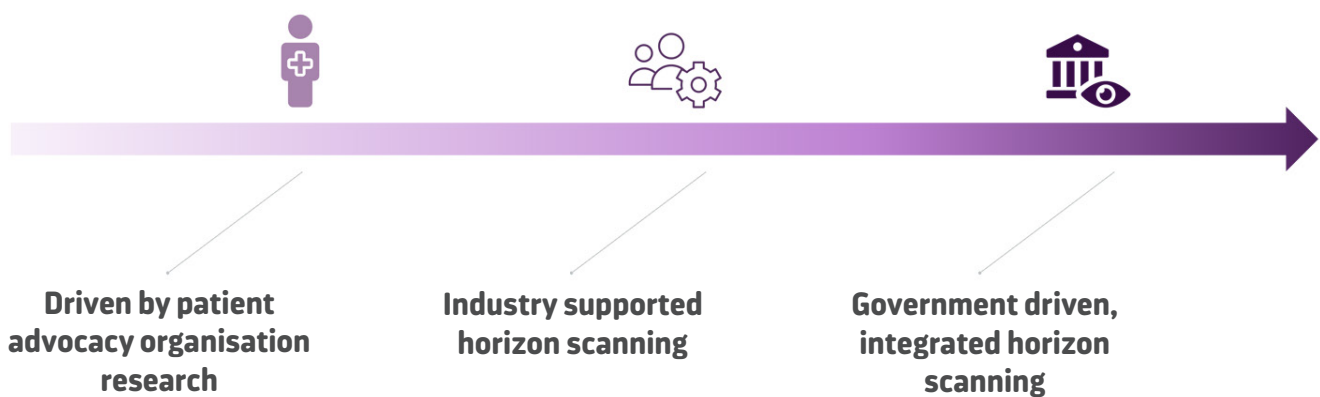 Driven by patient
advocacy organisation
research
Industry supported
horizon scanning
Government driven,
integrated horizon
scanning